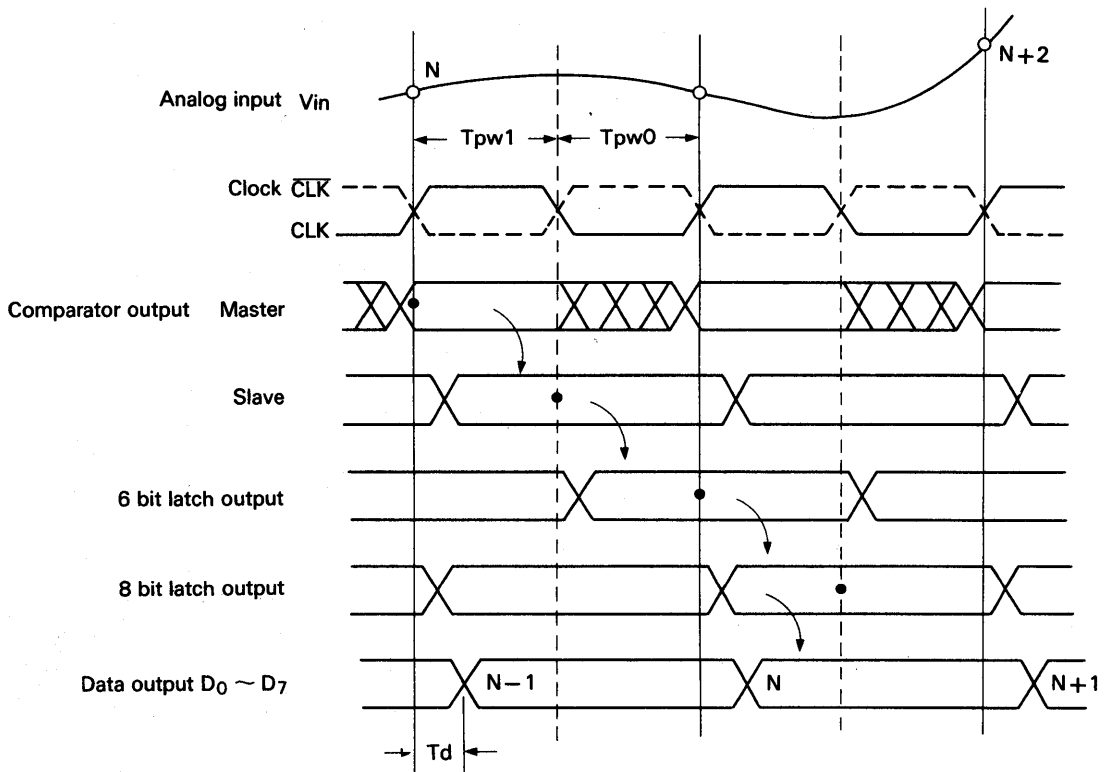 N
N+2
Analog input Vin
Tpw1
Tpw0
Clock C̅L̅K̅
CLK
Comparator output Master
Slave
6 bit latch output
8 bit latch output
Data output D₀ ~ D₇
N−1
N
N+1
Td